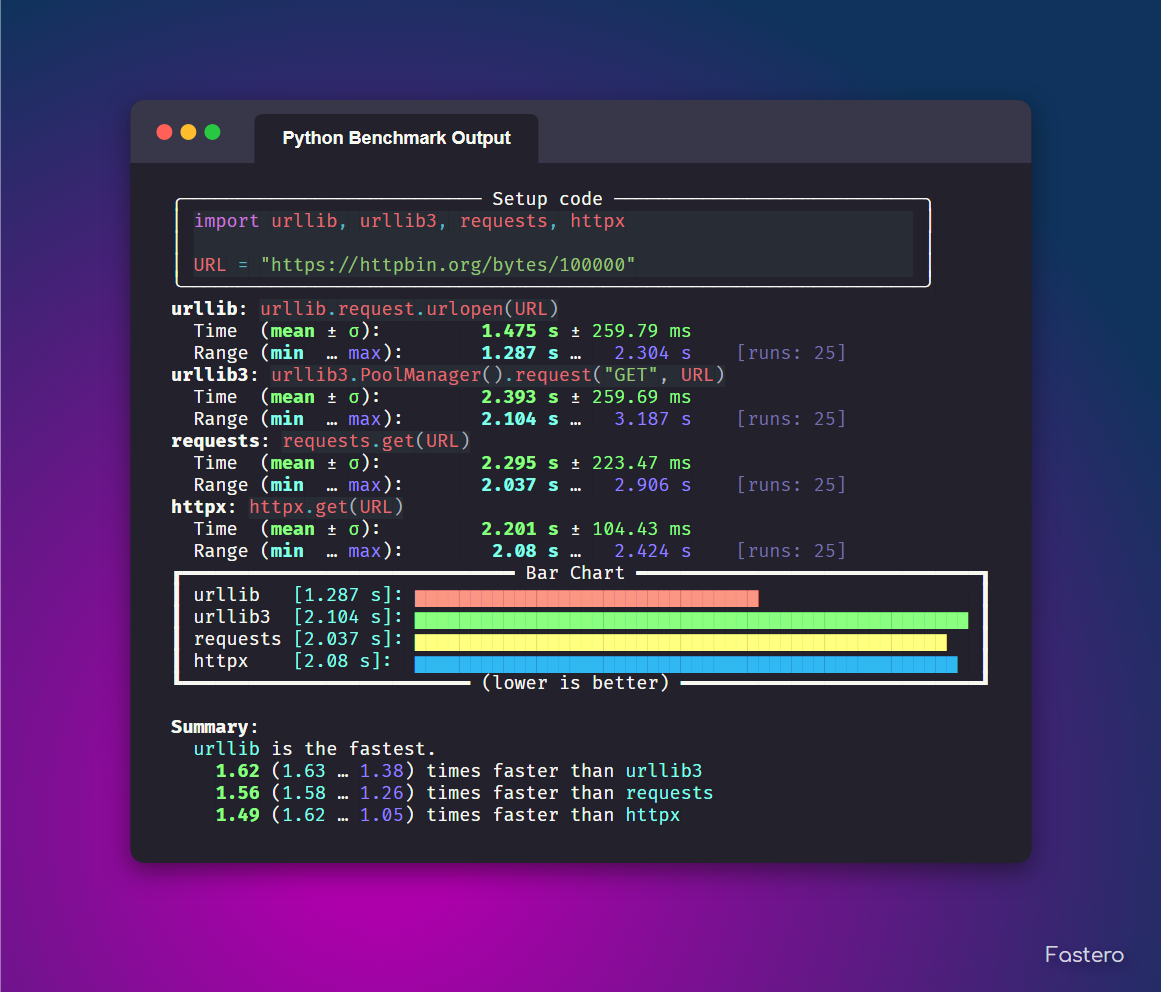 Python Benchmark Output
Setup code
import urllib, urllib3, requests, httpx
URL = "https://httpbin.org/bytes/100000"
urllib: urllib.request.urlopen(URL)
Time (mean ± σ): 1.475 s ± 259.79 ms
Range (min … max): 1.287 s … 2.304 s [runs: 25]
urllib3: urllib3.PoolManager().request("GET", URL)
Time (mean ± σ): 2.393 s ± 259.69 ms
Range (min … max): 2.104 s … 3.187 s [runs: 25]
requests: requests.get(URL)
Time (mean ± σ): 2.295 s ± 223.47 ms
Range (min … max): 2.037 s … 2.906 s [runs: 25]
httpx: httpx.get(URL)
Time (mean ± σ): 2.201 s ± 104.43 ms
Range (min … max): 2.08 s … 2.424 s [runs: 25]
Bar Chart
urllib [1.287 s]:
urllib3 [2.104 s]:
requests [2.037 s]:
httpx [2.08 s]:
(lower is better)
Summary:
urllib is the fastest.
1.62 (1.63 … 1.38) times faster than urllib3
1.56 (1.58 … 1.26) times faster than requests
1.49 (1.62 … 1.05) times faster than httpx
Fastero